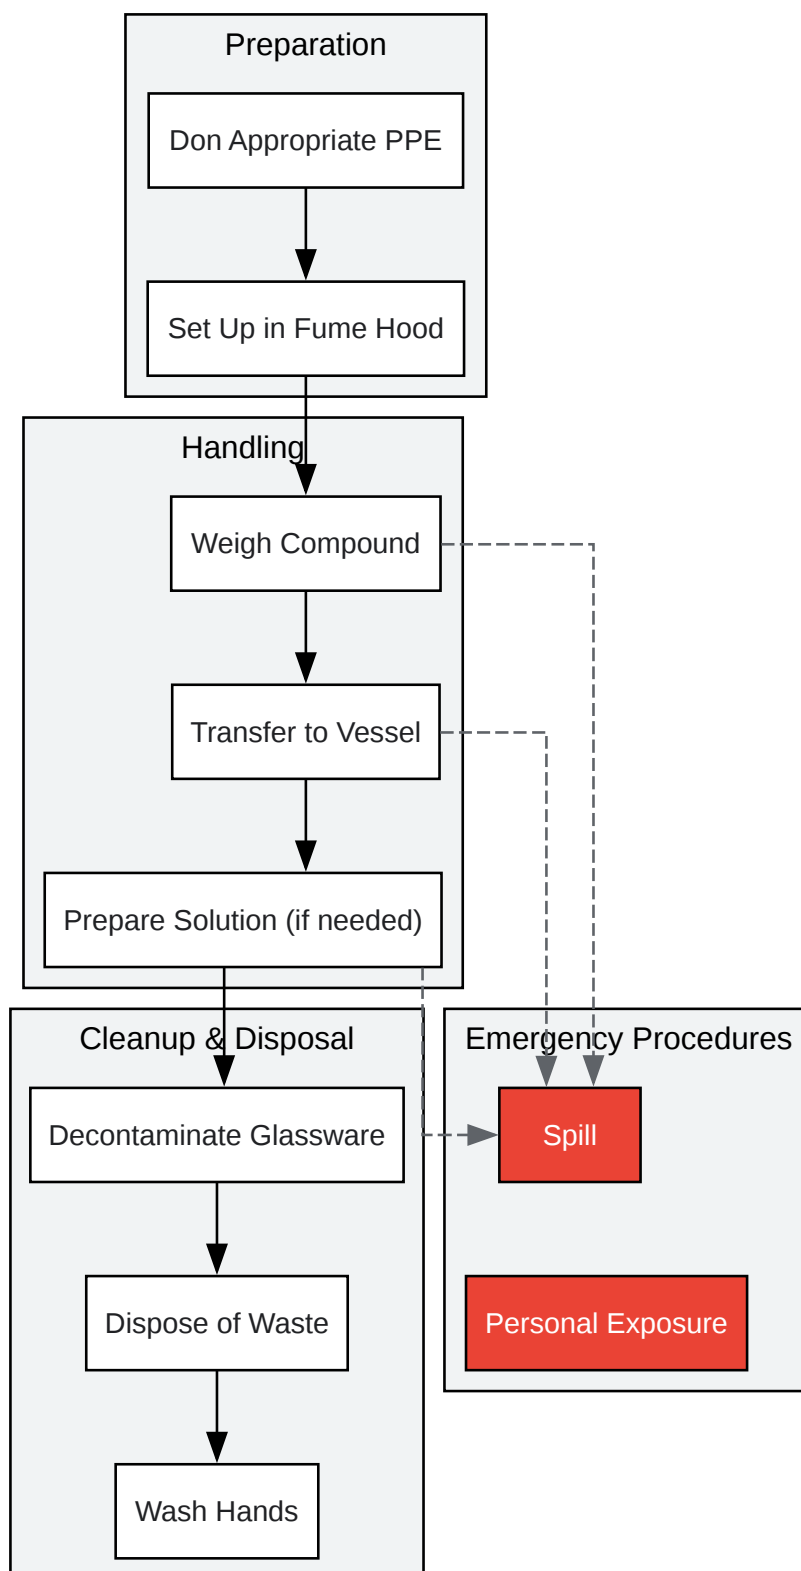 Preparation
Don Appropriate PPE
Set Up in Fume Hood
Handling
Weigh Compound
Transfer to Vessel
Prepare Solution (if needed)
Cleanup & Disposal
Decontaminate Glassware
Dispose of Waste
Wash Hands
Emergency Procedures
Spill
Personal Exposure